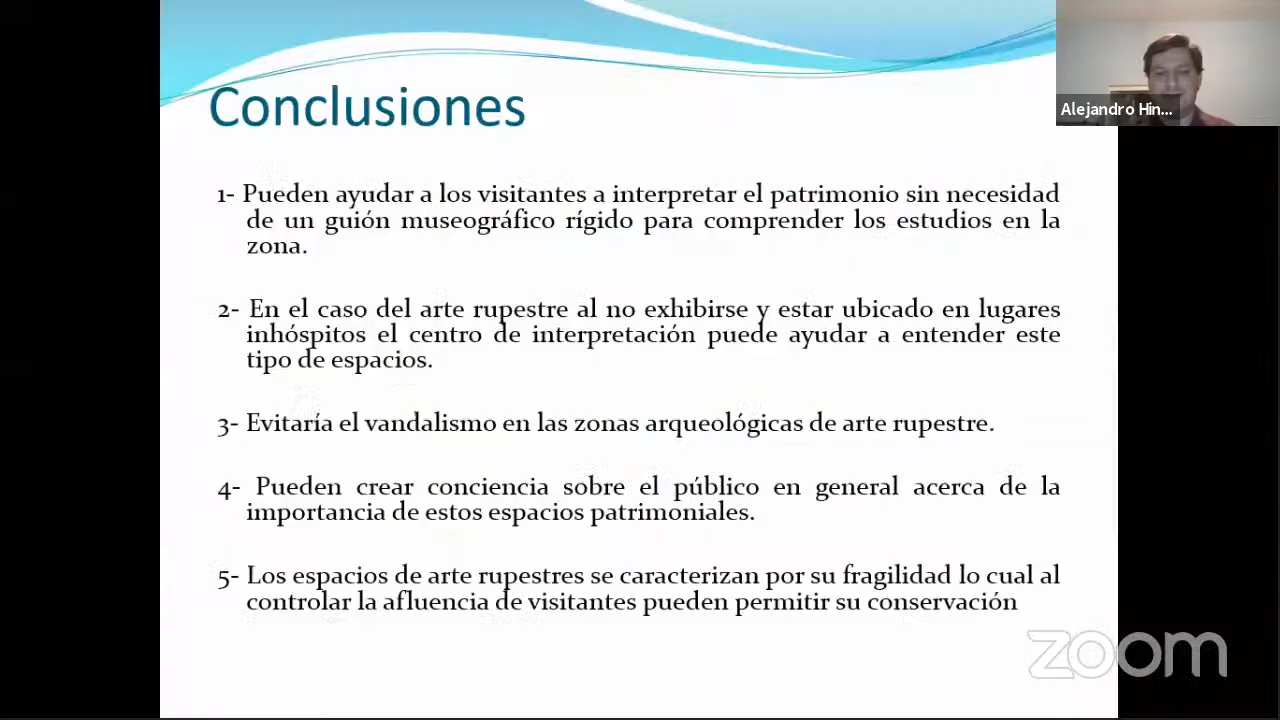 Conclusiones
Alejandro Hin...
1- Pueden ayudar a los visitantes a interpretar el patrimonio sin necesidad
de un guión museográfico rígido para comprender los estudios en la
zona.
2- En el caso del arte rupestre al no exhibirse y estar ubicado en lugares
inhóspitos el centro de interpretación puede ayudar a entender este
tipo de espacios.
3- Evitaría el vandalismo en las zonas arqueológicas de arte rupestre.
4- Pueden crear conciencia sobre el público en general acerca de la
importancia de estos espacios patrimoniales.
5- Los espacios de arte rupestres se caracterizan por su fragilidad lo cual al
controlar la afluencia de visitantes pueden permitir su conservación
zoom